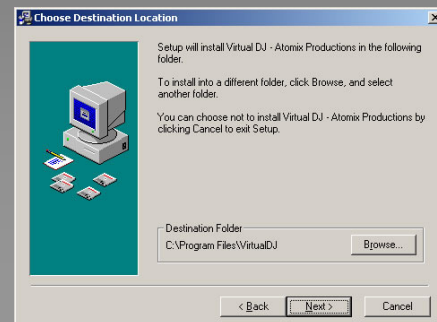 Choose Destination Location
Setup will install Virtual DJ - Atomix Productions in the following
folder.
To install into a different folder, click Browse, and select
another folder.
You can choose not to install Virtual DJ - Atomix Productions by
clicking Cancel to exit Setup.
Destination Folder
C:\Program Files\VirtualDJ
Browse...
< Back
Next >
Cancel